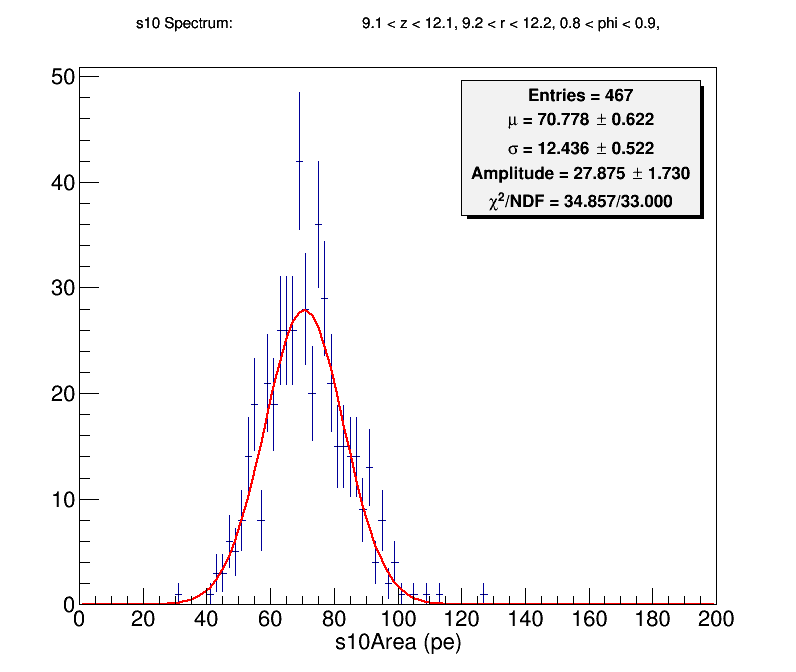 s10 Spectrum: 9.1 < z < 12.1, 9.2 < r < 12.2, 0.8 < phi < 0.9,
50
Entries = 467
μ = 70.778 ± 0.622
σ = 12.436 ± 0.522
Amplitude = 27.875 ± 1.730
χ²/NDF = 34.857/33.000
40
30
20
10
0
0 20 40 60 80 100 120 140 160 180 200
s10Area (pe)